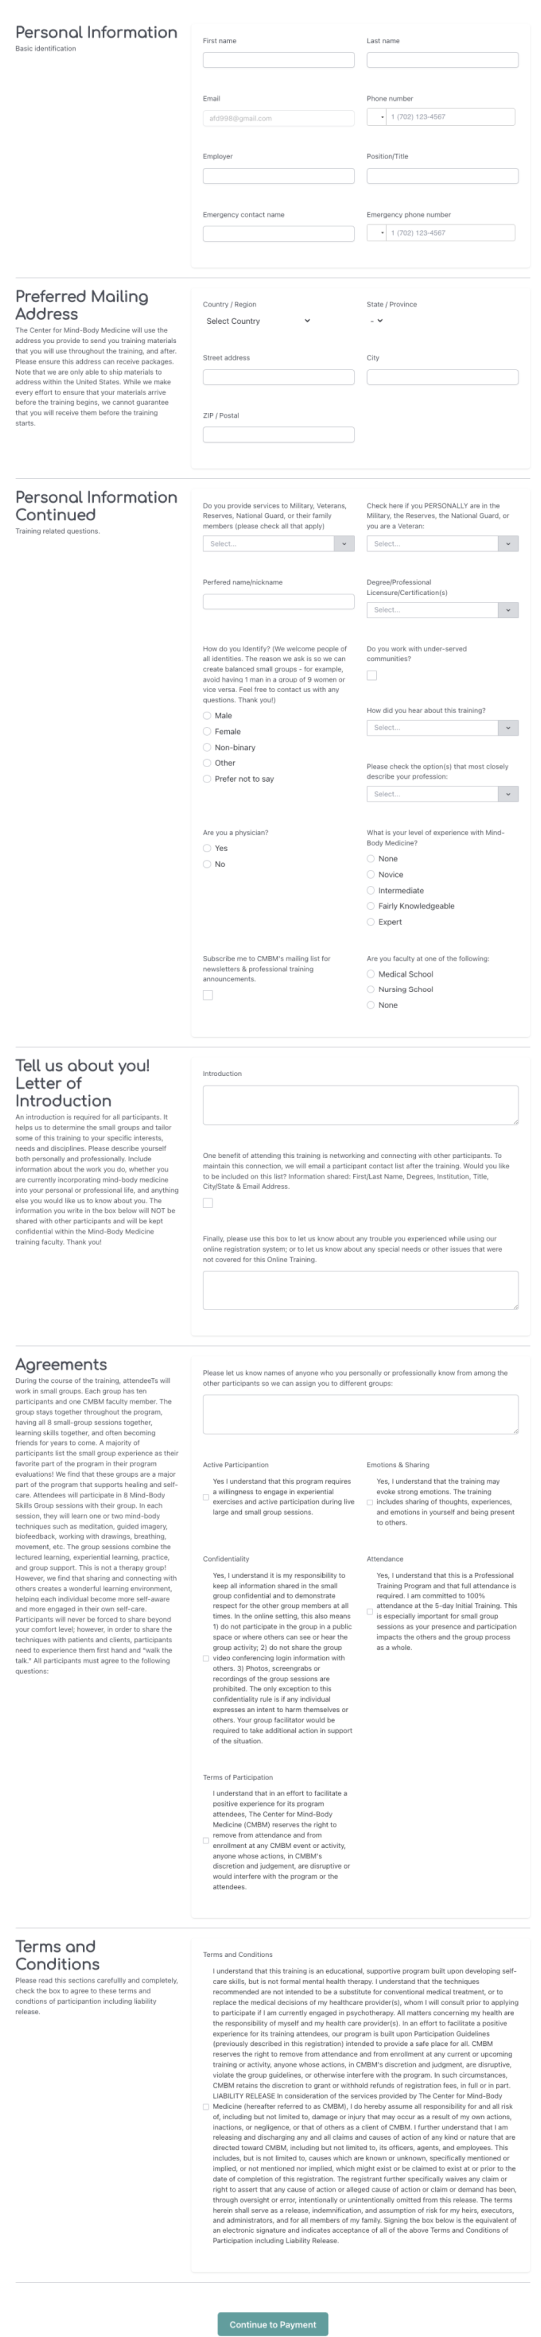 Personal Information
Basic identification
First name
Last name
Email
afd998@gmail.com
Phone number
1 (702) 123-4567
Employer
Position/Title
Emergency contact name
Emergency phone number
1 (702) 123-4567
Preferred Mailing
Address
The Center for Mind-Body Medicine will use the
address you provide to send you training materials
that you will use throughout the training, and after.
Please ensure this address can receive packages.
Note that we are only able to ship materials to
address within the United States. While we make
every effort to ensure that your materials arrive
before the training begins, we cannot guarantee
that you will receive them before the training
starts.
Country / Region
Select Country
State / Province
-
Street address
City
ZIP / Postal
Personal Information
Continued
Training related questions.
Do you provide services to Military, Veterans,
Reserves, National Guard, or their family
members (please check all that apply)
Select...
Check here if you PERSONALLY are in the
Military, the Reserves, the National Guard, or
you are a Veteran:
Select...
Perfered name/nickname
Degree/Professional
Licensure/Certification(s)
Select...
How do you Identify? (We welcome people of
all identities. The reason we ask is so we can
create balanced small groups - for example,
avoid having 1 man in a group of 9 women or
vice versa. Feel free to contact us with any
questions. Thank you!)
Male
Female
Non-binary
Other
Prefer not to say
Do you work with under-served
communities?
How did you hear about this training?
Select...
Please check the option(s) that most closely
describe your profession:
Select...
Are you a physician?
Yes
No
What is your level of experience with Mind-
Body Medicine?
None
Novice
Intermediate
Fairly Knowledgeable
Expert
Subscribe me to CMBM's mailing list for
newsletters & professional training
announcements.
Are you faculty at one of the following:
Medical School
Nursing School
None
Tell us about you!
Letter of
Introduction
An introduction is required for all participants. It
helps us to determine the small groups and tailor
some of this training to your specific interests,
needs and disciplines. Please describe yourself
both personally and professionally. Include
information about the work you do, whether you
are currently incorporating mind-body medicine
into your personal or professional life, and anything
else you would like us to know about you. The
information you write in the box below will NOT be
shared with other participants and will be kept
confidential within the Mind-Body Medicine
training faculty. Thank you!
Introduction
One benefit of attending this training is networking and connecting with other participants. To
maintain this connection, we will email a participant contact list after the training. Would you like
to be included on this list? Information shared: First/Last Name, Degrees, Institution, Title,
City/State & Email Address.
Finally, please use this box to let us know about any trouble you experienced while using our
online registration system; or to let us know about any special needs or other issues that were
not covered for this Online Training.
Agreements
During the course of the training, attendeeTs will
work in small groups. Each group has ten
participants and one CMBM faculty member. The
group stays together throughout the program,
having all 8 small-group sessions together,
learning skills together, and often becoming
friends for years to come. A majority of
participants list the small group experience as their
favorite part of the program in their program
evaluations! We find that these groups are a major
part of the program that supports healing and self-
care. Attendees will participate in 8 Mind-Body
Skills Group sessions with their group. In each
session, they will learn one or two mind-body
techniques such as meditation, guided imagery,
biofeedback, working with drawings, breathing,
movement, etc. The group sessions combine the
lectured learning, experiential learning, practice,
and group support. This is not a therapy group!
However, we find that sharing and connecting with
others creates a wonderful learning environment,
helping each individual become more self-aware
and more engaged in their own self-care.
Participants will never be forced to share beyond
your comfort level; however, in order to share the
techniques with patients and clients, participants
need to experience them first hand and "walk the
talk." All participants must agree to the following
questions:
Please let us know names of anyone who you personally or professionally know from among the
other participants so we can assign you to different groups:
Active Particpantion
Yes I understand that this program requires
a willingness to engage in experiential
exercises and active participation during live
large and small group sessions.
Emotions & Sharing
Yes, I understand that the training may
evoke strong emotions. The training
includes sharing of thoughts, experiences,
and emotions in yourself and being present
to others.
Confidentiality
Yes, I understand it is my responsibility to
keep all information shared in the small
group confidential and to demonstrate
respect for the other group members at all
times. In the online setting, this also means
1) do not participate in the group in a public
space or where others can see or hear the
group activity; 2) do not share the group
video conferencing login information with
others. 3) Photos, screengrabs or
recordings of the group sessions are
prohibited. The only exception to this
confidentiality rule is if any individual
expresses an intent to harm themselves or
others. Your group facilitator would be
required to take additional action in support
of the situation.
Attendance
Yes, I understand that this is a Professional
Training Program and that full attendance is
required. I am committed to 100%
attendance at the 5-day Initial Training. This
is especially important for small group
sessions as your presence and participation
impacts the others and the group process
as a whole.
Terms of Participation
I understand that in an effort to facilitate a
positive experience for its program
attendees, The Center for Mind-Body
Medicine (CMBM) reserves the right to
remove from attendance and from
enrollment at any CMBM event or activity,
anyone whose actions, in CMBM's
discretion and judgement, are disruptive or
would interfere with the program or the
attendees.
Terms and
Conditions
Please read this sections carefully and completely,
check the box to agree to these terms and
conditions of participantion including liability
release.
Terms and Conditions
I understand that this training is an educational, supportive program built upon developing self-
care skills, but is not formal mental health therapy. I understand that the techniques
recommended are not intended to be a substitute for conventional medical treatment, or to
replace the medical decisions of my healthcare provider(s), whom I will consult prior to applying
to participate if I am currently engaged in psychotherapy. All matters concerning my health are
the responsibility of myself and my health care provider(s). In an effort to facilitate a positive
experience for its training attendees, our program is built upon Participation Guidelines
(previously described in this registration) intended to provide a safe place for all. CMBM
reserves the right to remove from attendance and from enrollment at any current or upcoming
training or activity, anyone whose actions, in CMBM's discretion and judgment, are disruptive,
violate the group guidelines, or otherwise interfere with the program. In such circumstances,
CMBM retains the discretion to grant or withhold refunds of registration fees, in full or in part.
LIABILITY RELEASE In consideration of the services provided by The Center for Mind-Body
Medicine (hereafter referred to as CMBM), I do hereby assume all responsibility for and all risk
of, including but not limited to, damage or injury that may occur as a result of my own actions,
inactions, or negligence, or that of others as a client of CMBM. I further understand that I am
releasing and discharging any and all claims and causes of action of any kind or nature that are
directed toward CMBM, including but not limited to, its officers, agents, and employees. This
includes, but is not limited to, causes which are known or unknown, specifically mentioned or
implied, or not mentioned nor implied, which might exist or be claimed to exist at or prior to the
date of completion of this registration. The registrant further specifically waives any claim or
right to assert that any cause of action or alleged cause of action or claim or demand has been,
through oversight or error, intentionally or unintentionally omitted from this release. The terms
herein shall serve as a release, indemnification, and assumption of risk for my heirs, executors,
and administrators, and for all members of my family. Signing the box below is the equivalent of
an electronic signature and indicates acceptance of all of the above Terms and Conditions of
Participation including Liability Release.
Continue to Payment